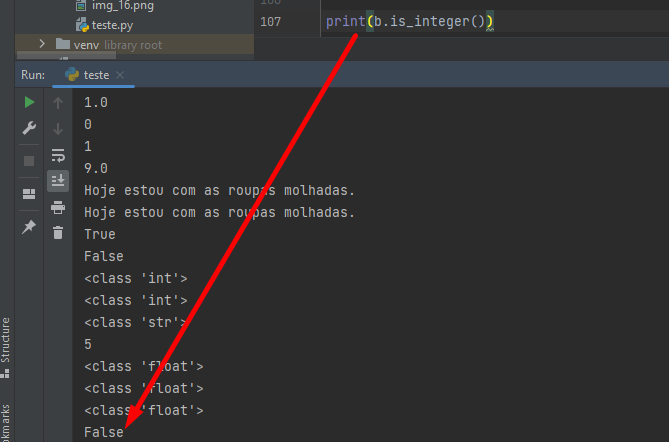 img_16.png
teste.py
venv library root
107 print(b.is_integer())
Run: teste
1.0
0
1
9.0
Hoje estou com as roupas molhadas.
Hoje estou com as roupas molhadas.
True
False
<class 'int'>
<class 'int'>
<class 'str'>
5
<class 'float'>
<class 'float'>
<class 'float'>
False
Structure